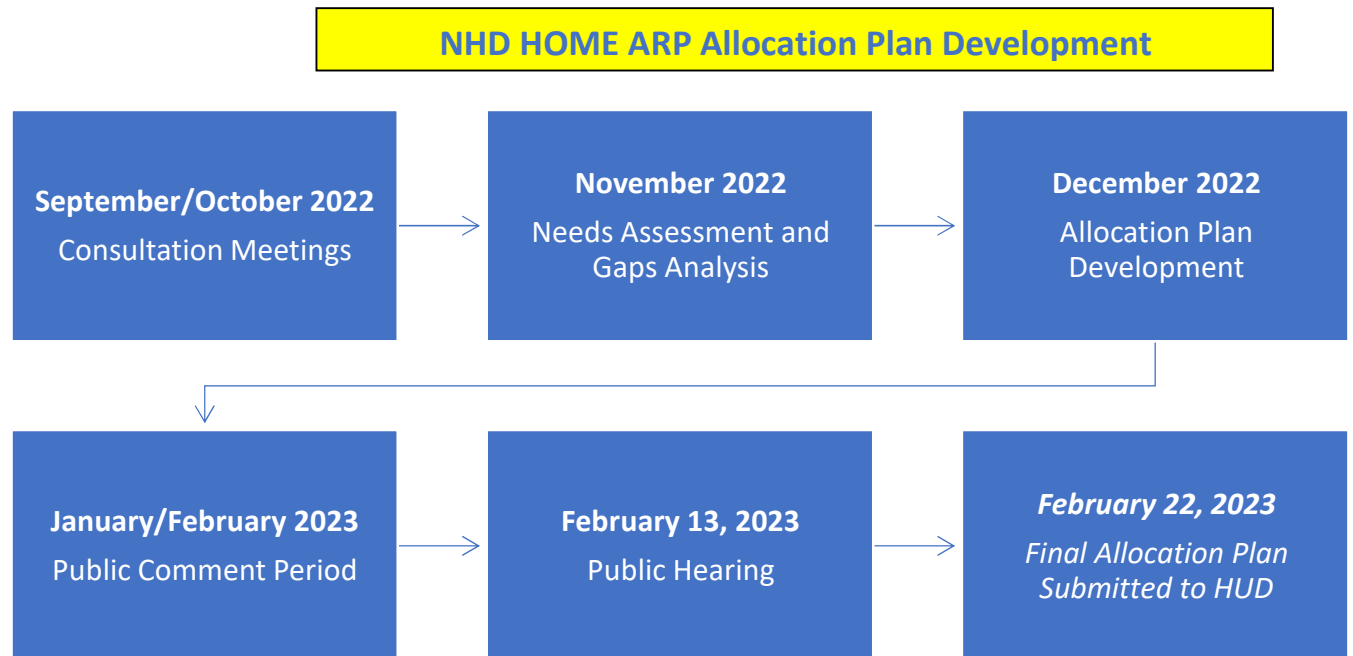 NHD HOME ARP Allocation Plan Development
September/October 2022
Consultation Meetings
November 2022
Needs Assessment and
Gaps Analysis
December 2022
Allocation Plan
Development
January/February 2023
Public Comment Period
February 13, 2023
Public Hearing
February 22, 2023
Final Allocation Plan
Submitted to HUD